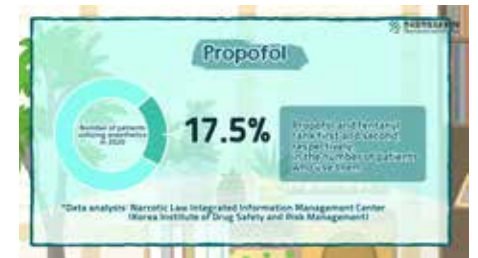 Propofol
Number of patients
utilizing anesthetics
in 2020
17.5%
Propofol and fentanyl
rank first and second,
respectively,
in the number of patients
who use them
*Data analysis: Narcotic Law Integrated Information Management Center
(Korea Institute of Drug Safety and Risk Management)